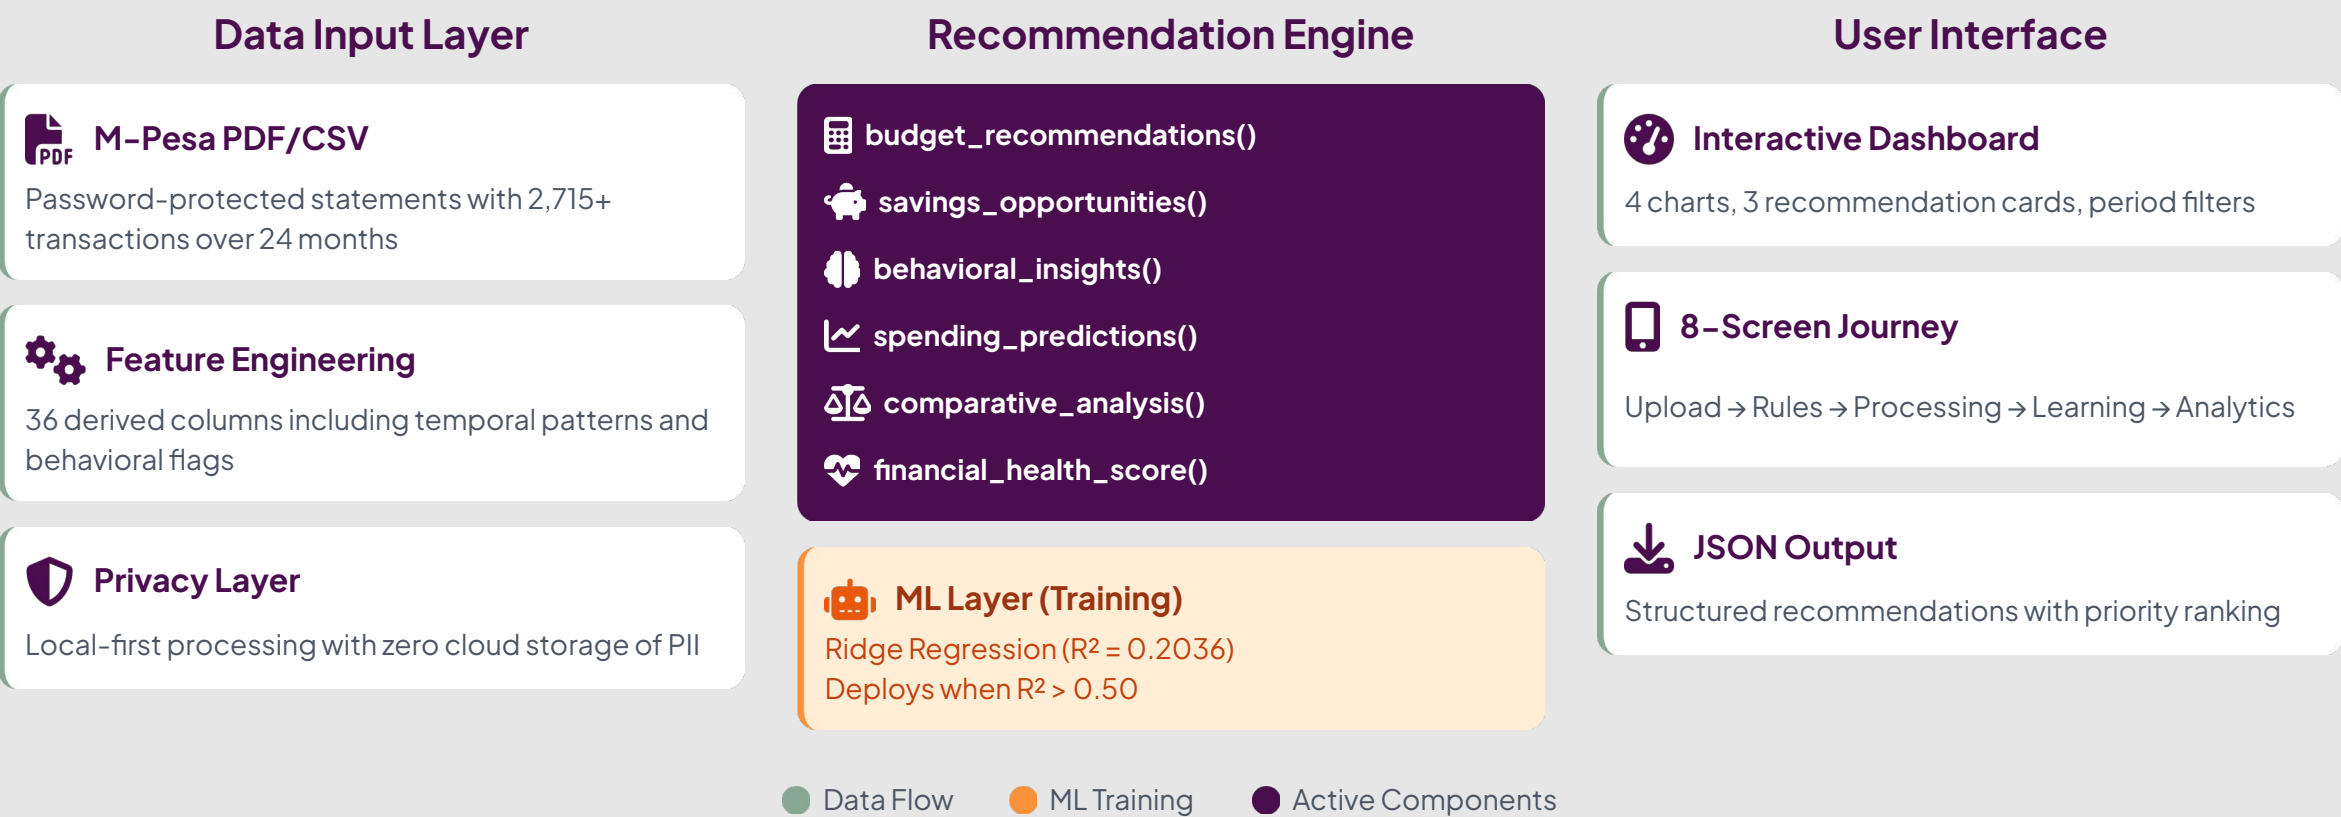 Data Input Layer
PDF
M-Pesa PDF/CSV
Password-protected statements with 2,715+
transactions over 24 months
Feature Engineering
36 derived columns including temporal patterns and
behavioral flags
Privacy Layer
Local-first processing with zero cloud storage of PII
Recommendation Engine
budget_recommendations()
savings_opportunities()
behavioral_insights()
spending_predictions()
comparative_analysis()
financial_health_score()
ML Layer (Training)
Ridge Regression (R² = 0.2036)
Deploys when R² > 0.50
User Interface
Interactive Dashboard
4 charts, 3 recommendation cards, period filters
8-Screen Journey
Upload → Rules → Processing → Learning → Analytics
JSON Output
Structured recommendations with priority ranking
Data Flow
ML Training
Active Components